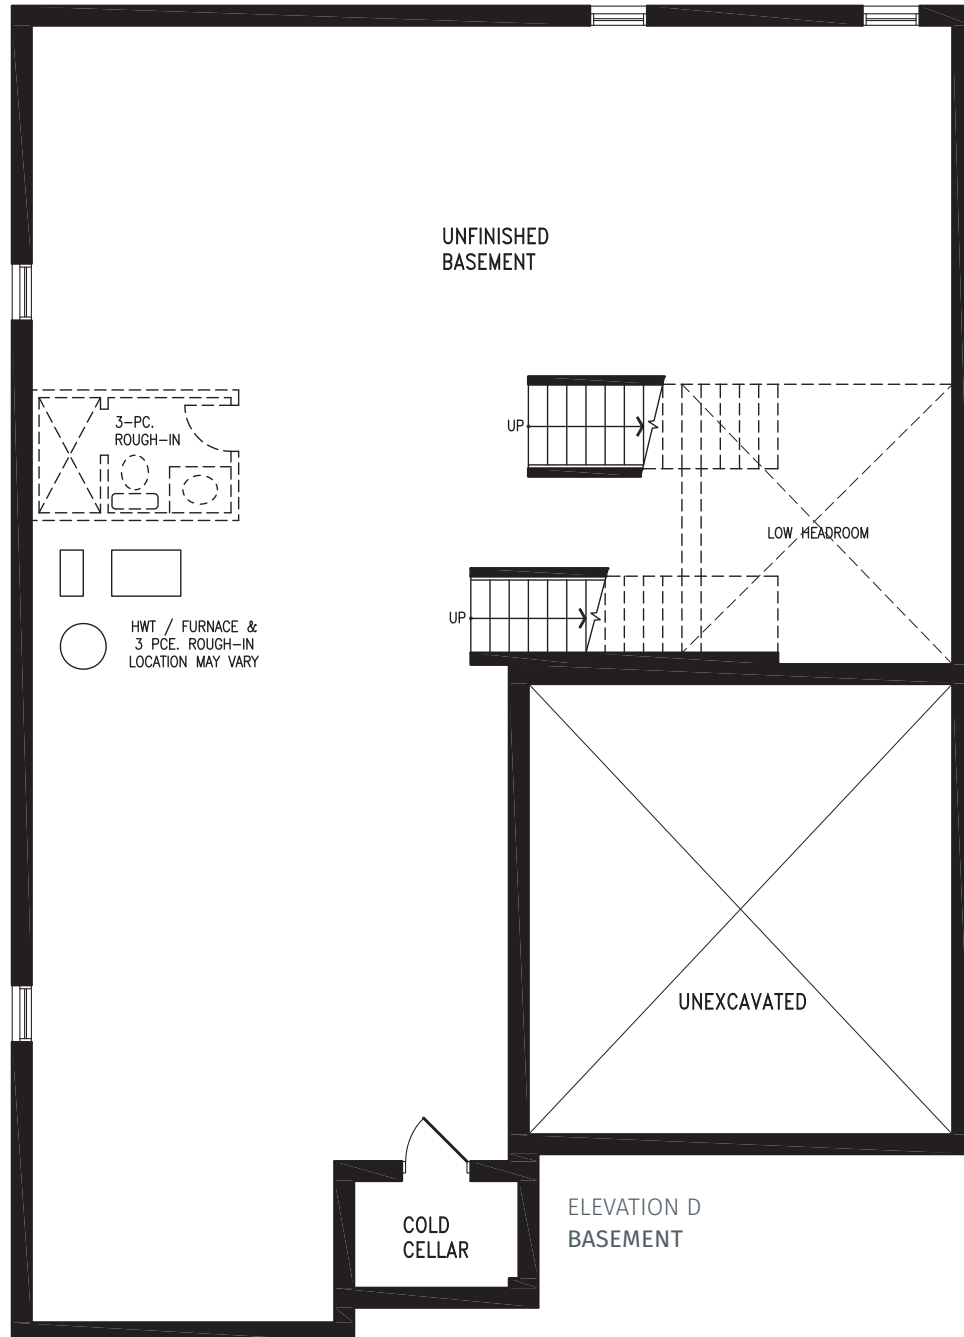 UNFINISHED
BASEMENT
3-PC.
ROUGH-IN
UP
LOW HEADROOM
UP
HWT / FURNACE &
3 PCE. ROUGH-IN
LOCATION MAY VARY
UNEXCAVATED
COLD
CELLAR
ELEVATION D
BASEMENT